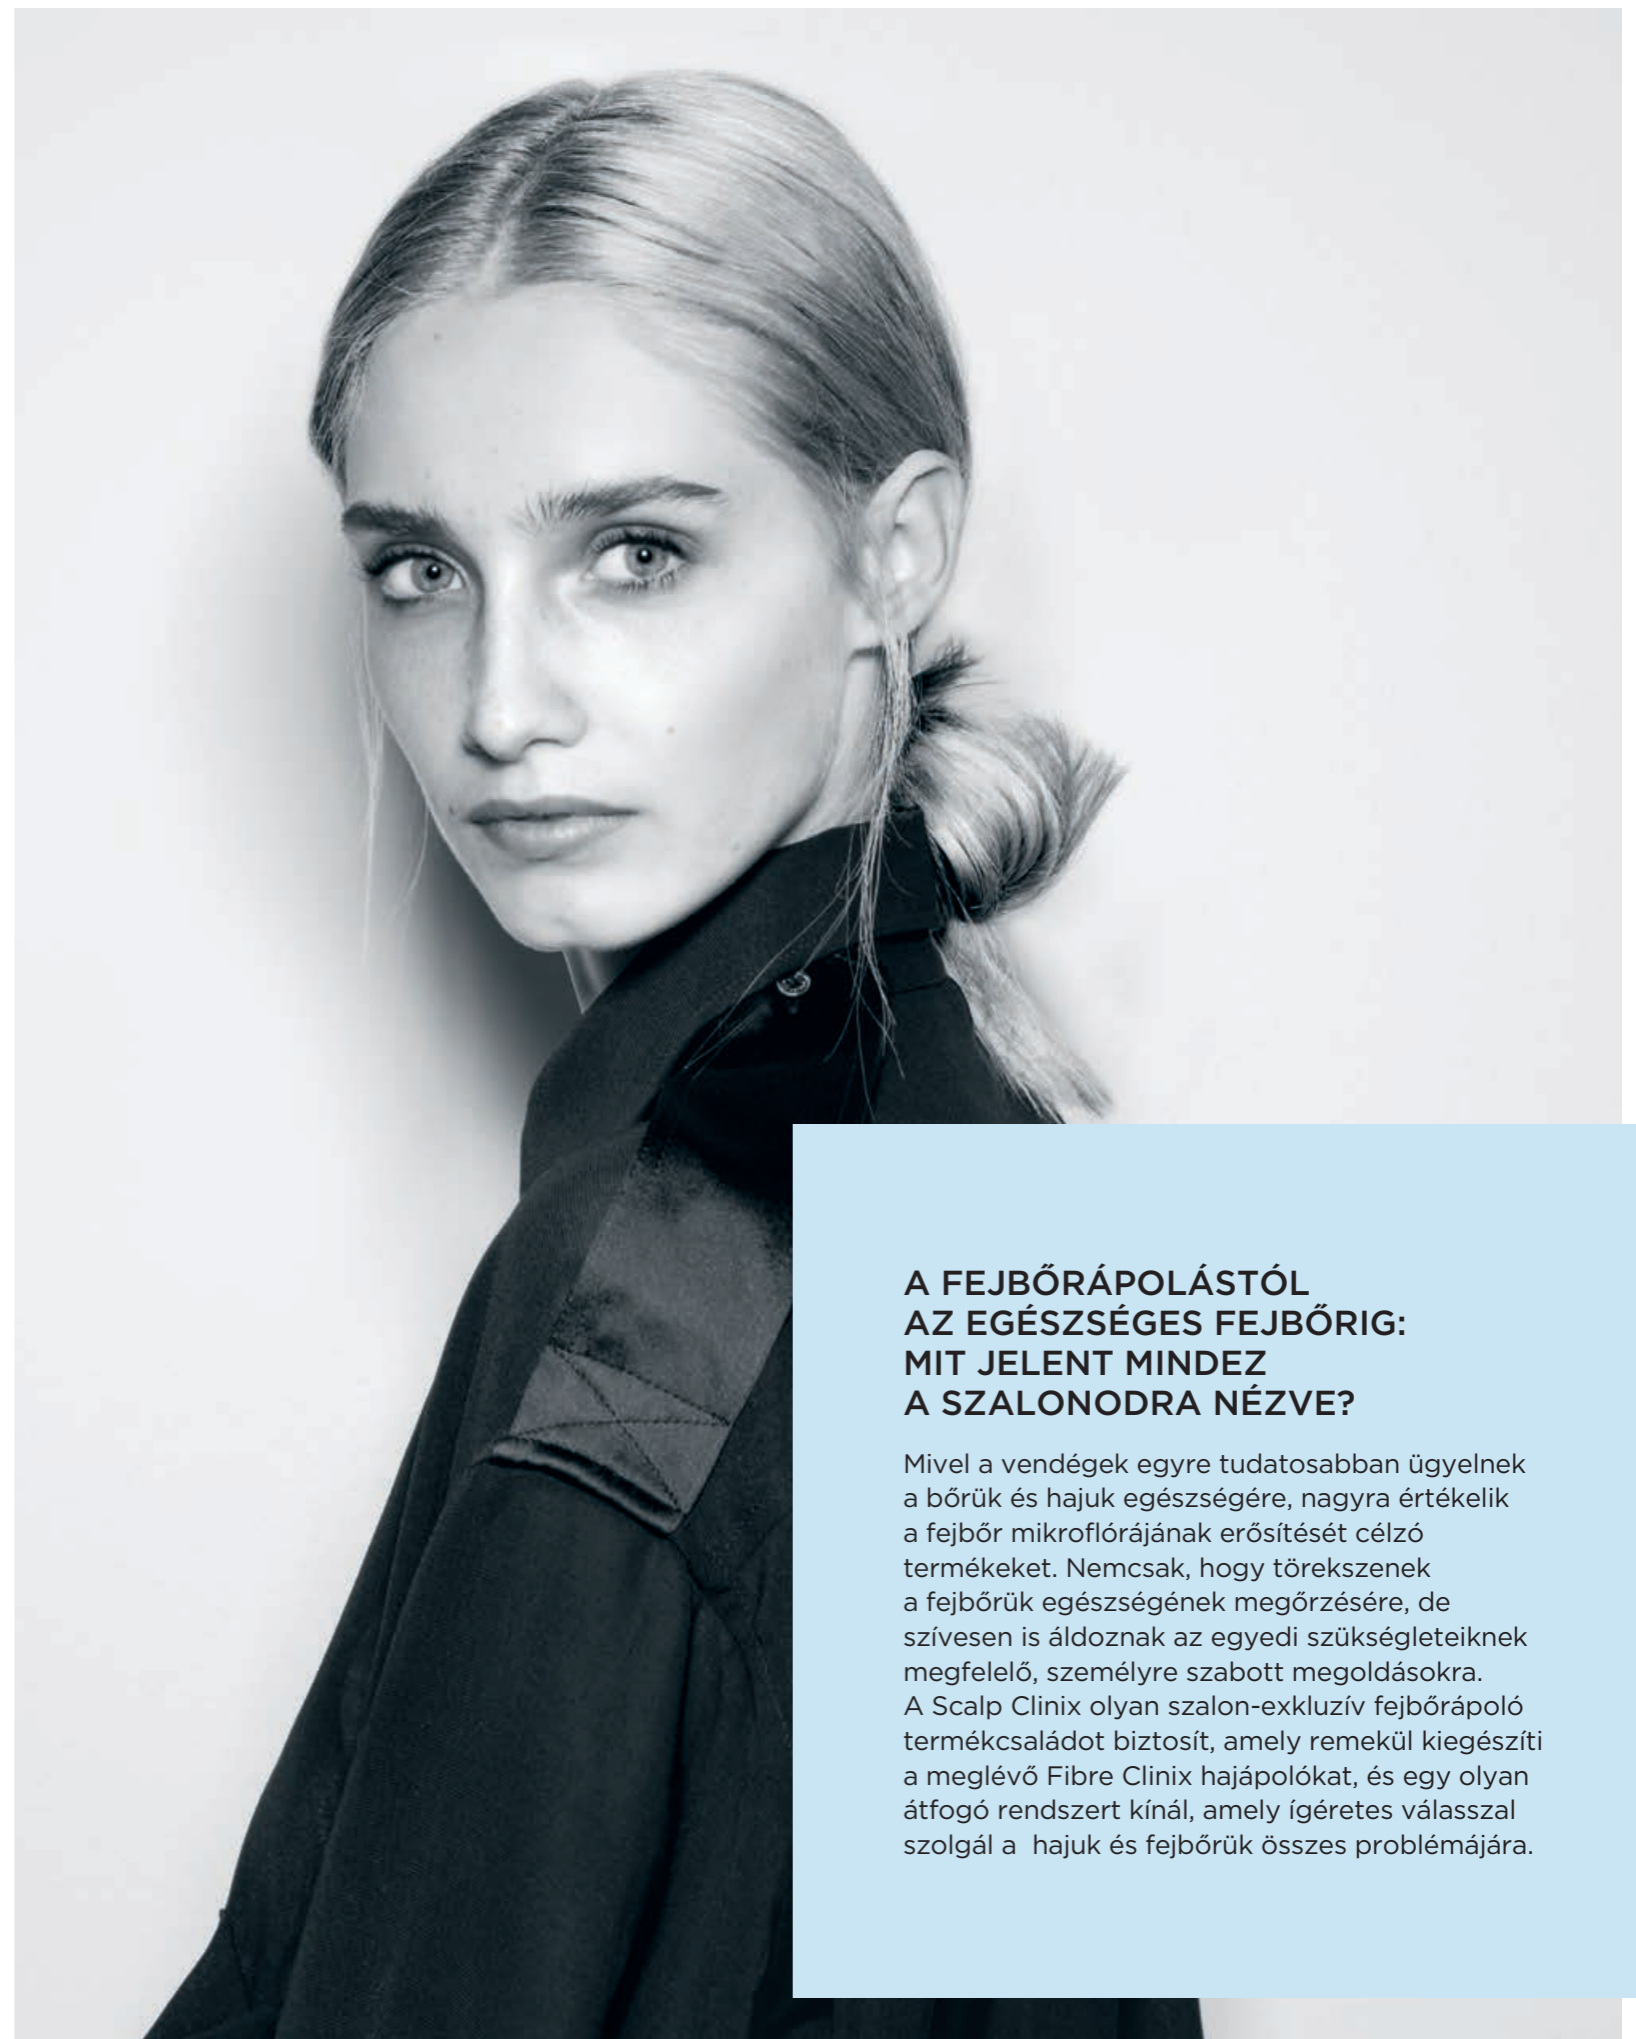 A FEJBŐRÁPOLÁSTÓL
AZ EGÉSZSÉGES FEJBŐRIG:
MIT JELENT MINDEZ
A SZALONODRA NÉZVE?
Mivel a vendégek egyre tudatosabban ügyelnek
a bőrük és hajuk egészségére, nagyra értékelik
a fejbőr mikroflórájának erősítését célzó
termékeket. Nemcsak, hogy törekszenek
a fejbőrük egészségének megőrzésére, de
szívesen is áldoznak az egyedi szükségleteiknek
megfelelő, személyre szabott megoldásokra.
A Scalp Clinix olyan szalon-exkluzív fejbőrápoló
termékcsaládot biztosít, amely remekül kiegészíti
a meglévő Fibre Clinix hajápolókat, és egy olyan
átfogó rendszert kínál, amely ígéretes válasszal
szolgál a  hajuk és fejbőrük összes problémájára.